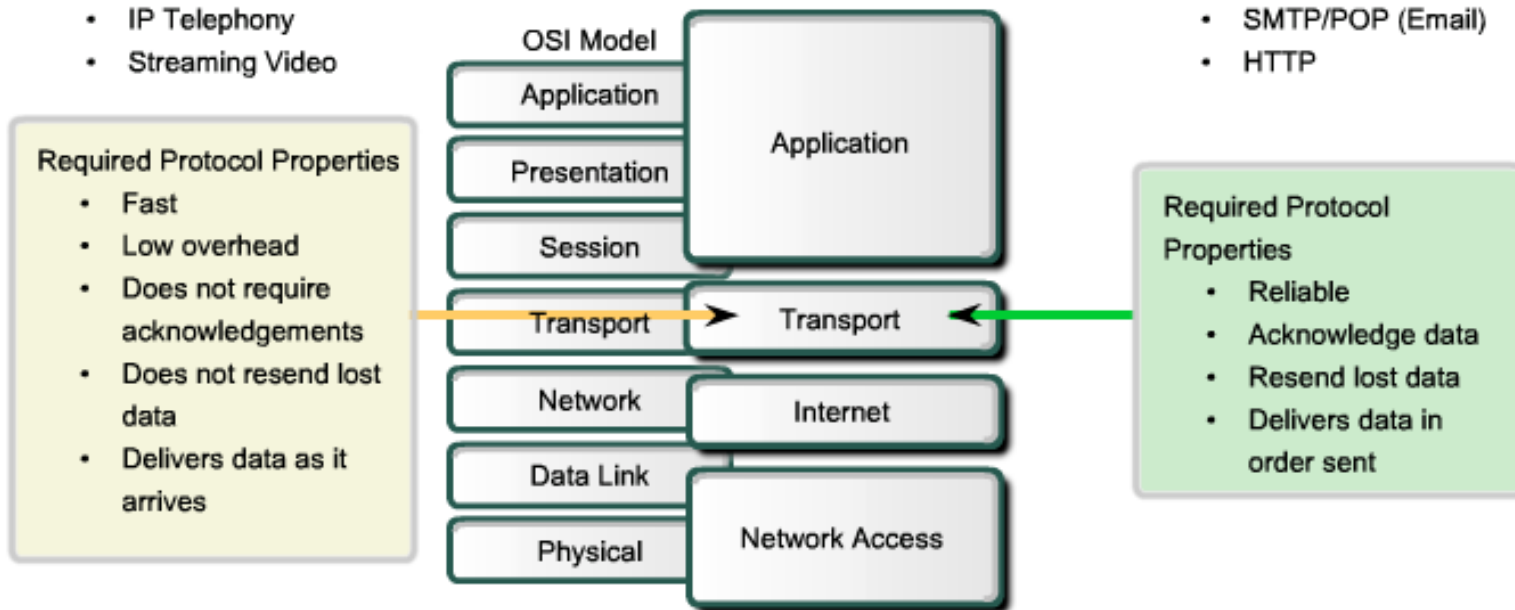 • IP Telephony
• Streaming Video
Required Protocol Properties
• Fast
• Low overhead
• Does not require
acknowledgements
• Does not resend lost
data
• Delivers data as it
arrives
OSI Model
Application
Presentation
Session
Transport
Network
Data Link
Physical
Application
Transport
Internet
Network Access
• SMTP/POP (Email)
• HTTP
Required Protocol
Properties
• Reliable
• Acknowledge data
• Resend lost data
• Delivers data in
order sent